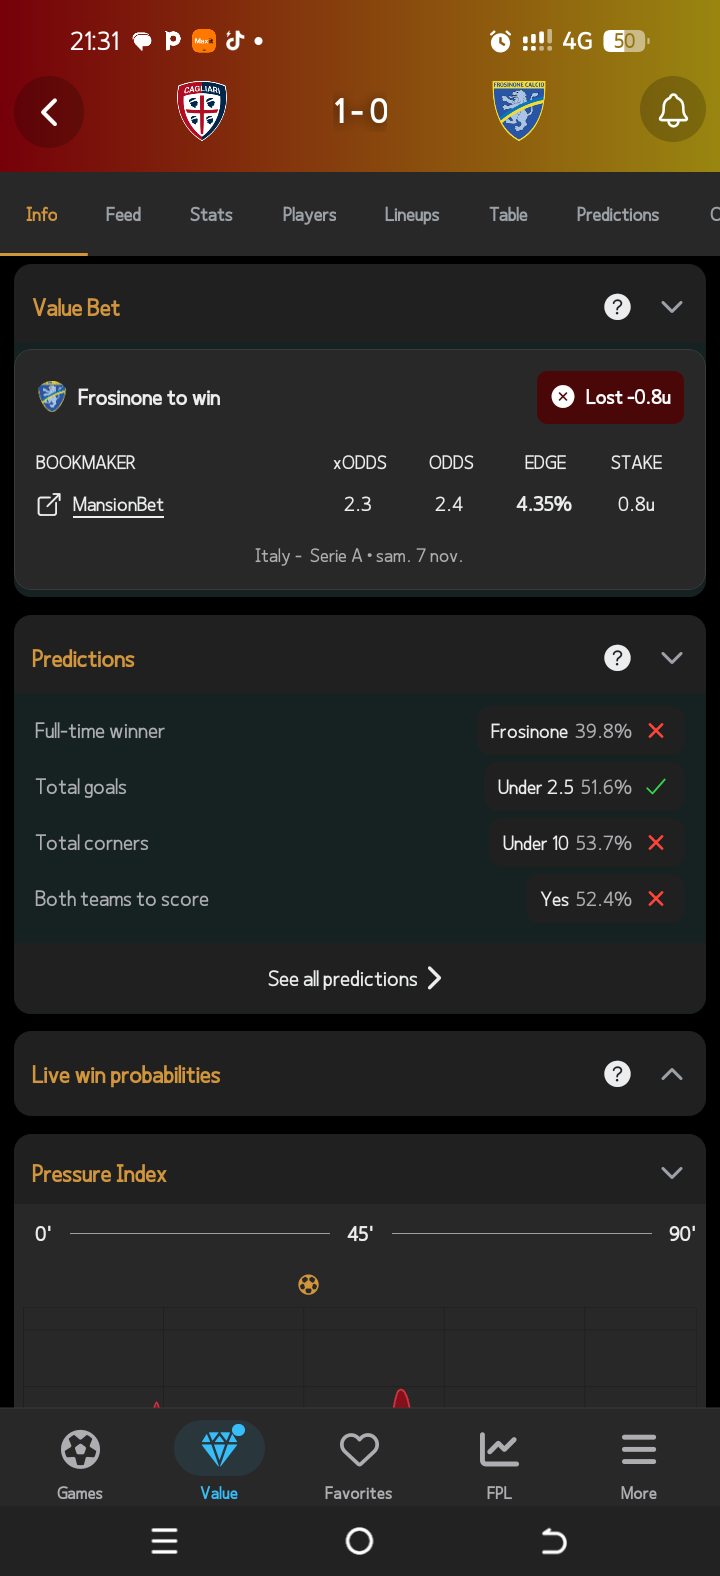 21:31 4G 50
CAGLIARI FROSINONE CALCIO
1 - 0
Info Feed Stats Players Lineups Table Predictions
Value Bet ?
Frosinone to win Lost -0.8u
BOOKMAKER xODDS ODDS EDGE STAKE
MansionBet 2.3 2.4 4.35% 0.8u
Italy - Serie A • sam. 7 nov.
Predictions ?
Full-time winner Frosinone 39.8%
Total goals Under 2.5 51.6%
Total corners Under 10 53.7%
Both teams to score Yes 52.4%
See all predictions
Live win probabilities ?
Pressure Index
0' 45' 90'
Games Value Favorites FPL More